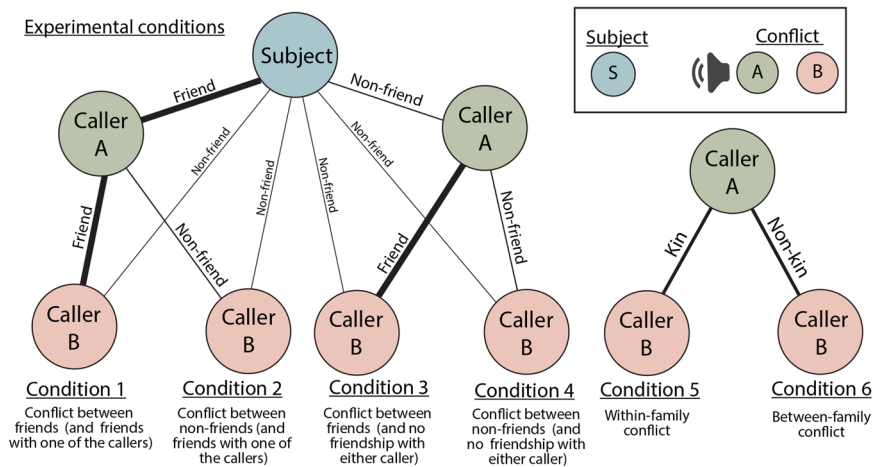 Experimental conditions
Subject
Subject
S
Conflict
A
B
Friend
Non-friend
Caller
A
Non-friend
Non-friend
Non-friend
Non-friend
Caller
A
Caller
A
Friend
Non-friend
Friend
Non-friend
Kin
Non-kin
Caller
B
Caller
B
Caller
B
Caller
B
Caller
B
Caller
B
Condition 1
Conflict between
friends (and friends
with one of the callers)
Condition 2
Conflict between
non-friends (and
friends with one of
the callers)
Condition 3
Conflict between
friends (and no
friendship with
either caller)
Condition 4
Conflict between
non-friends (and
no friendship with
either caller)
Condition 5
Within-family
conflict
Condition 6
Between-family
conflict